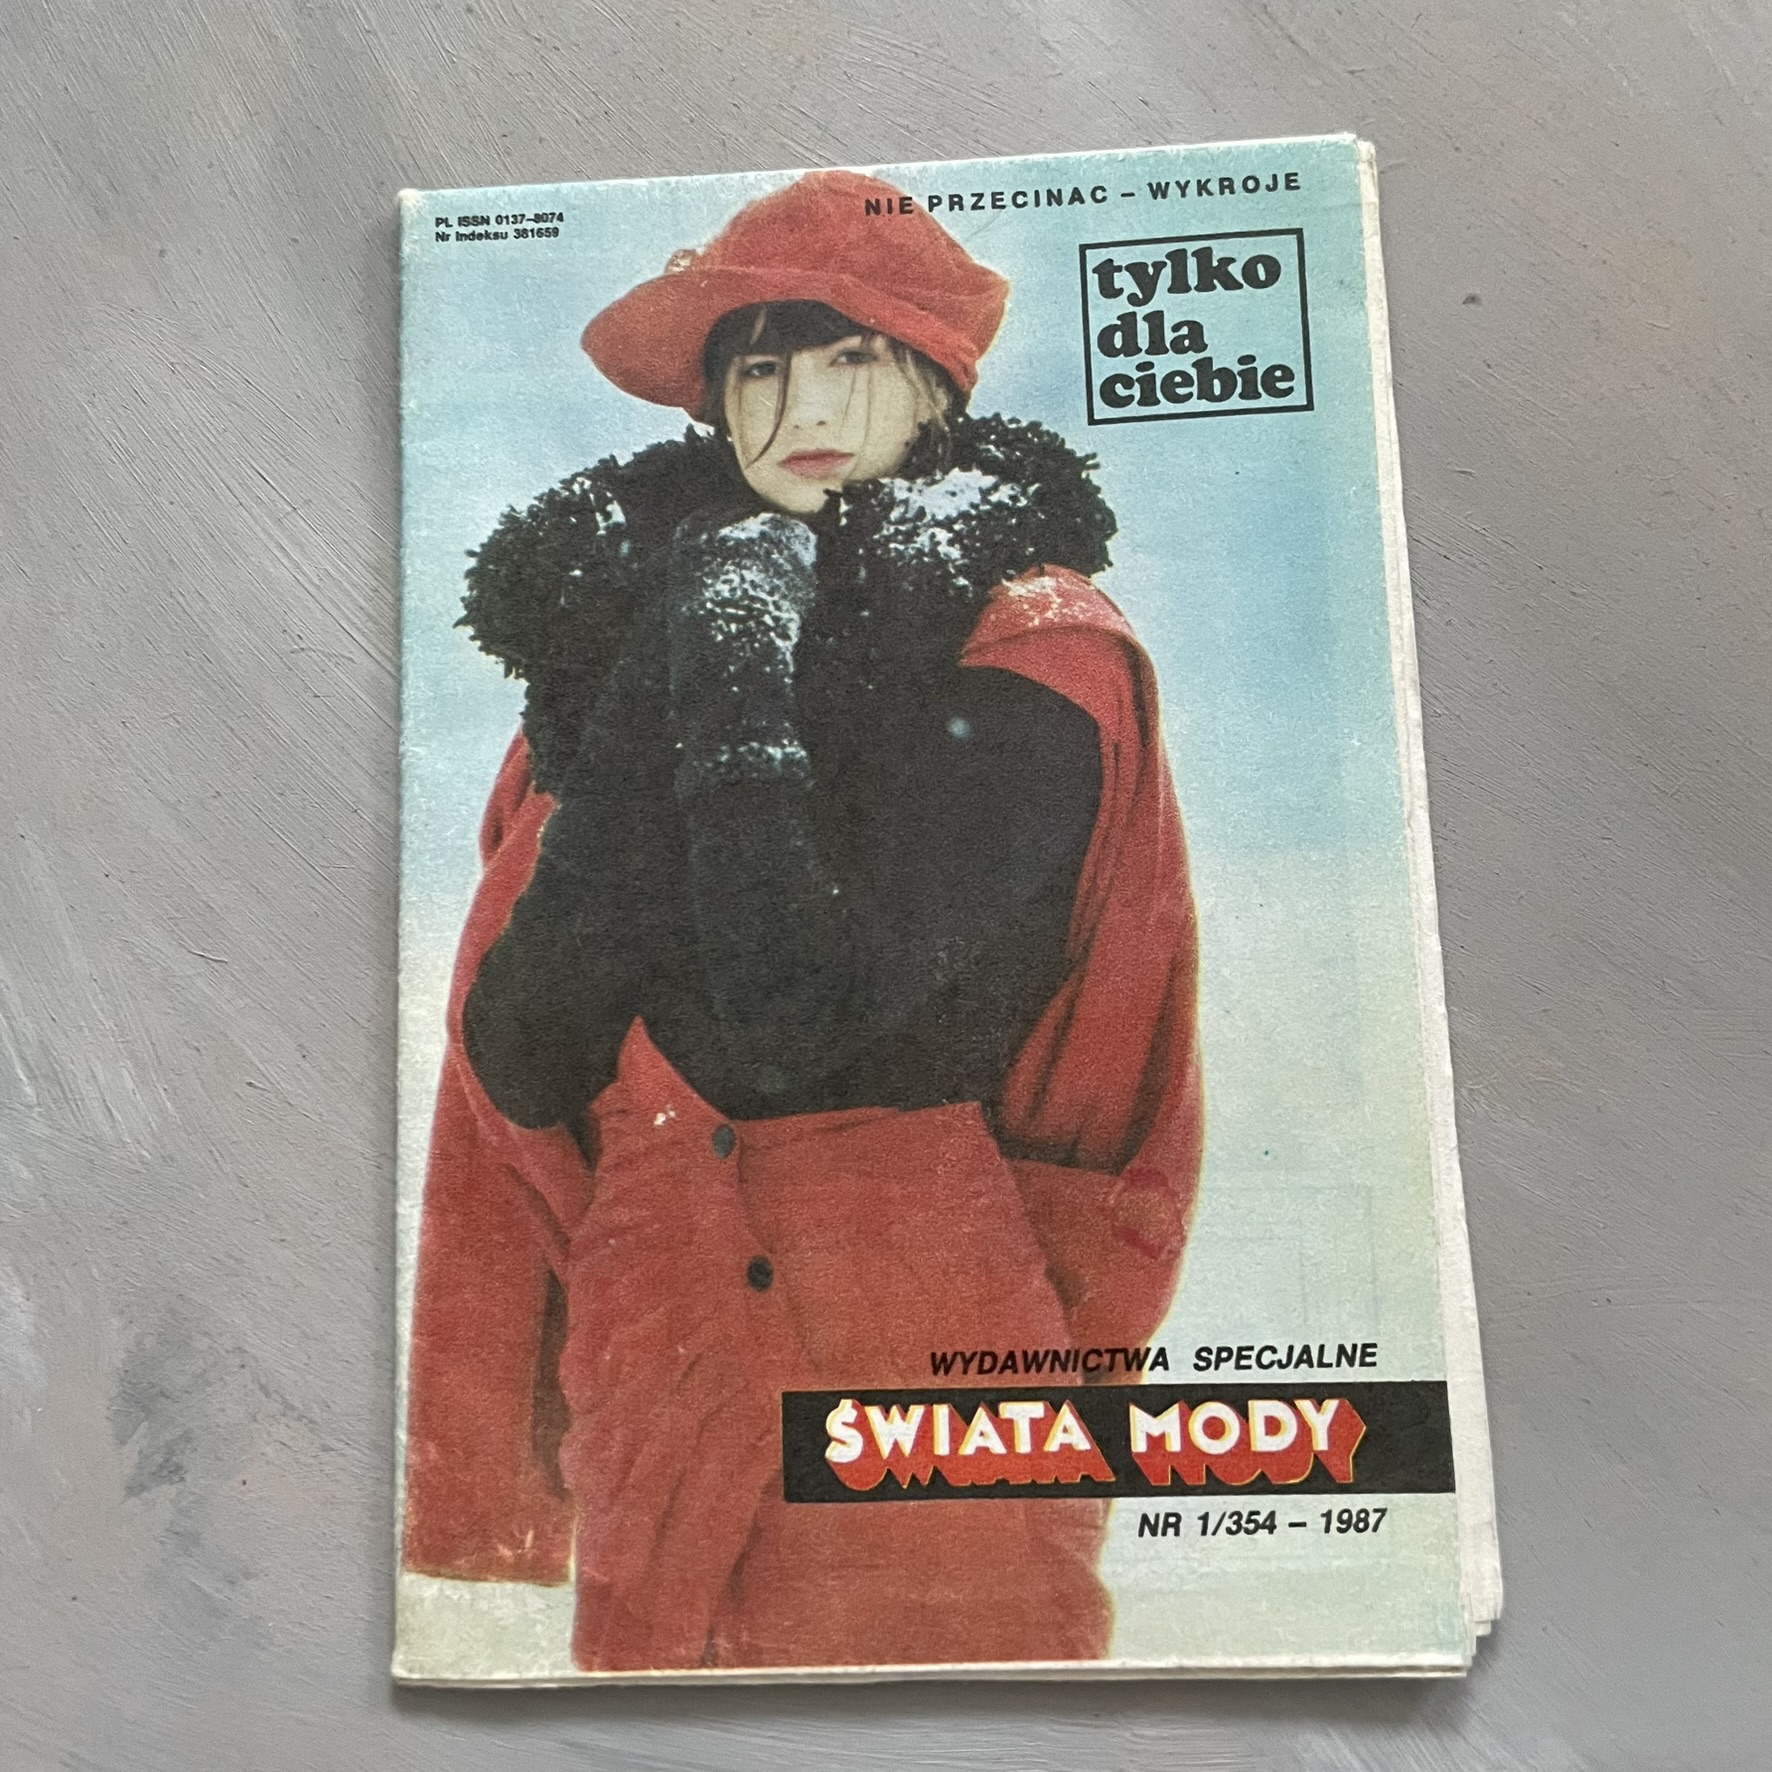 PL ISSN 0137-8074
Nr indeksu 381659
NIE PRZECINAC – WYKROJE
tylko
dla
ciebie
WYDAWNICTWA SPECJALNE
ŚWIATA MODY
NR 1/354 – 1987